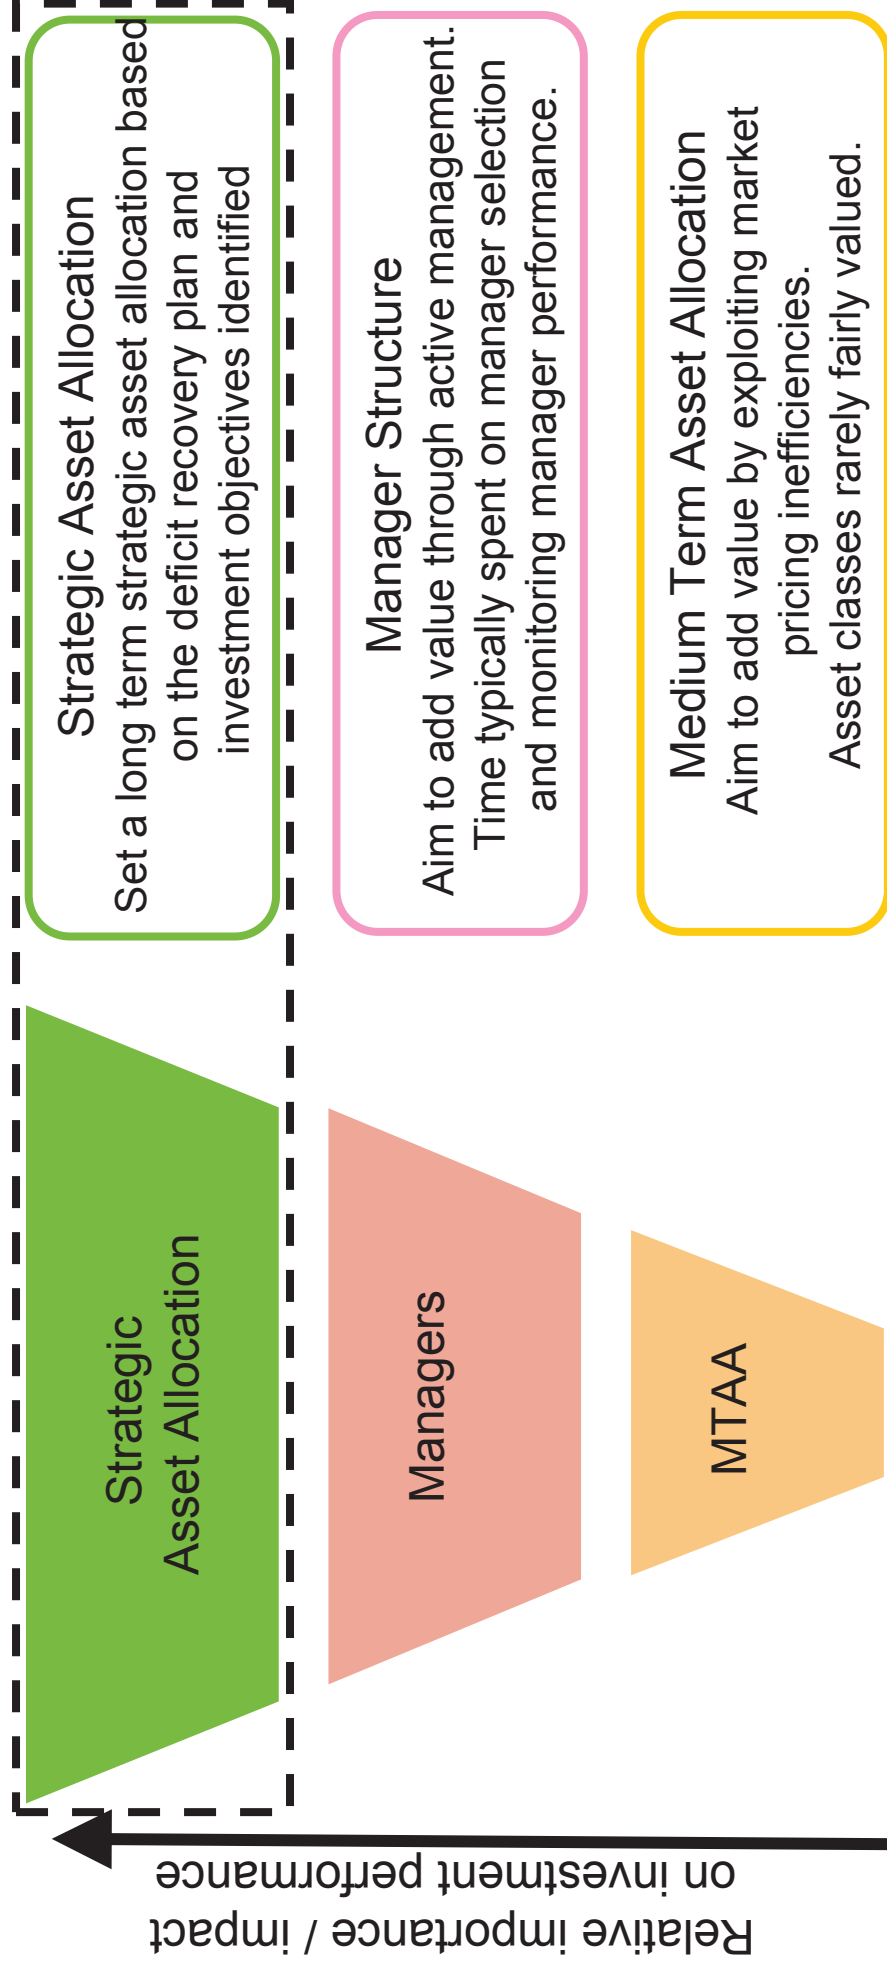 Relative importance / impact
on investment performance
Strategic
Asset Allocation
Strategic Asset Allocation
Set a long term strategic asset allocation based
on the deficit recovery plan and
investment objectives identified
Managers
Manager Structure
Aim to add value through active management.
Time typically spent on manager selection
and monitoring manager performance.
MTAA
Medium Term Asset Allocation
Aim to add value by exploiting market
pricing inefficiencies.
Asset classes rarely fairly valued.